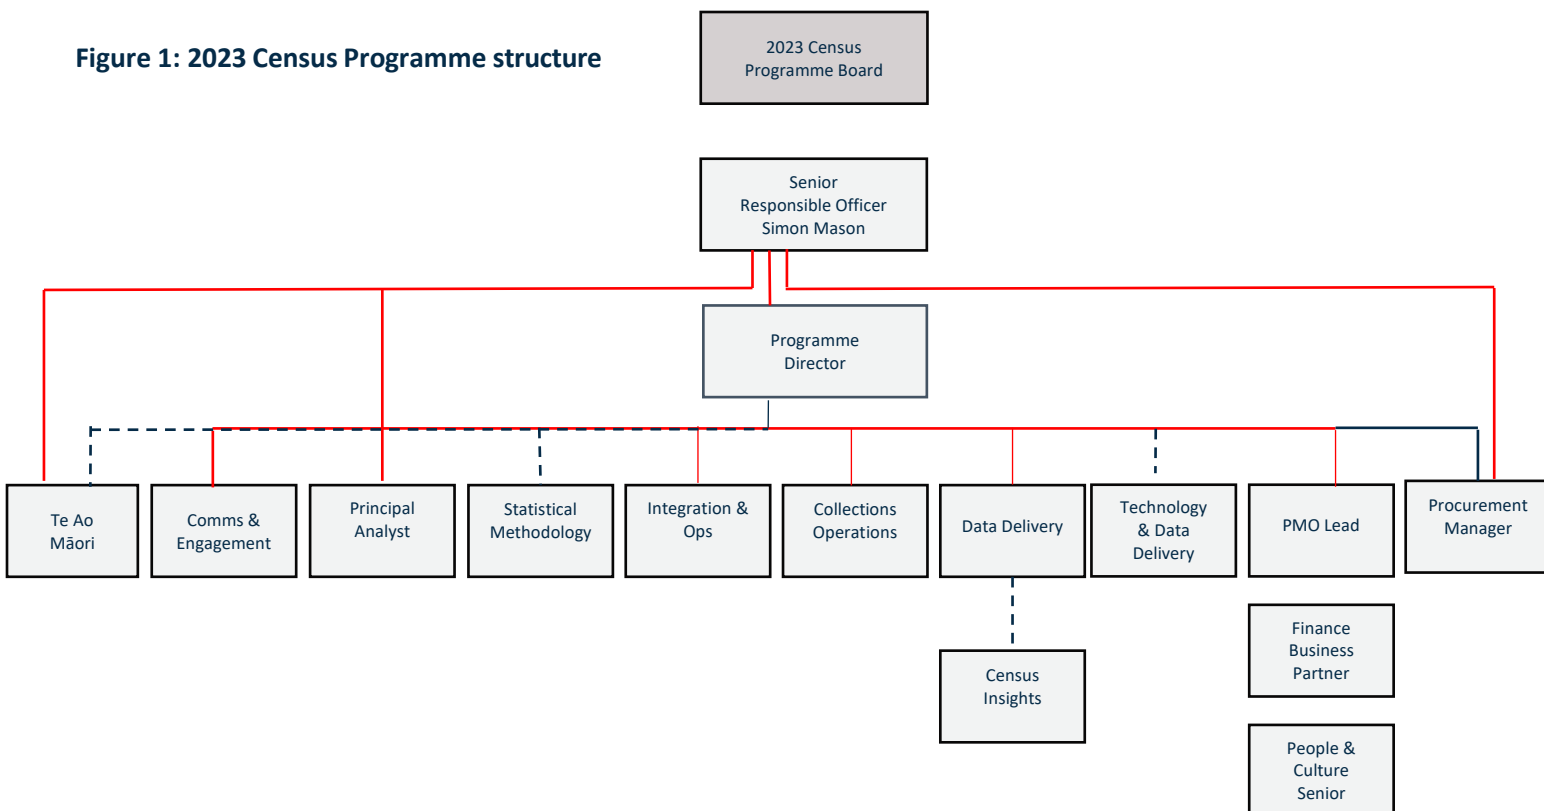 Figure 1: 2023 Census Programme structure
2023 Census
Programme Board
Senior
Responsible Officer
Simon Mason
Programme
Director
Te Ao
Māori
Comms &
Engagement
Principal
Analyst
Statistical
Methodology
Integration &
Ops
Collections
Operations
Data Delivery
Technology
& Data
Delivery
PMO Lead
Procurement
Manager
Census
Insights
Finance
Business
Partner
People &
Culture
Senior